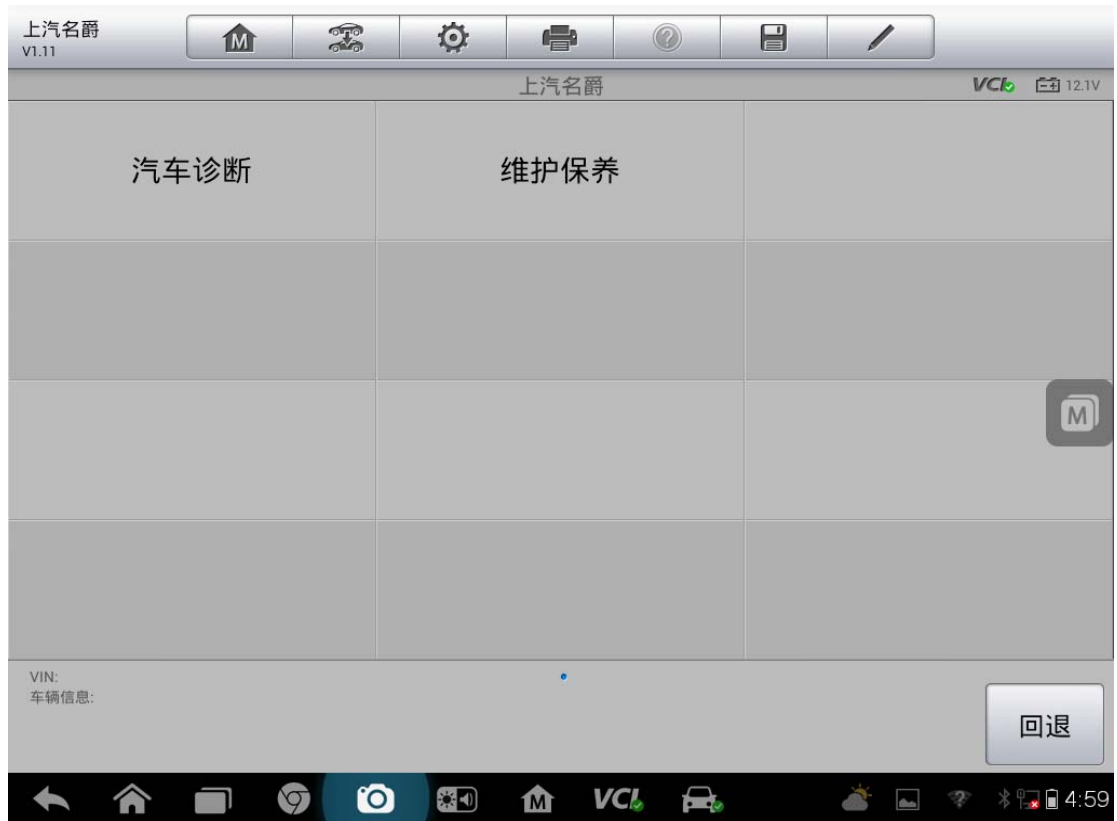 上汽名爵
V1.11
M
上汽名爵
VCI 12.1V
汽车诊断
维护保养
M
VIN:
车辆信息:
回退
M
VCI
4:59